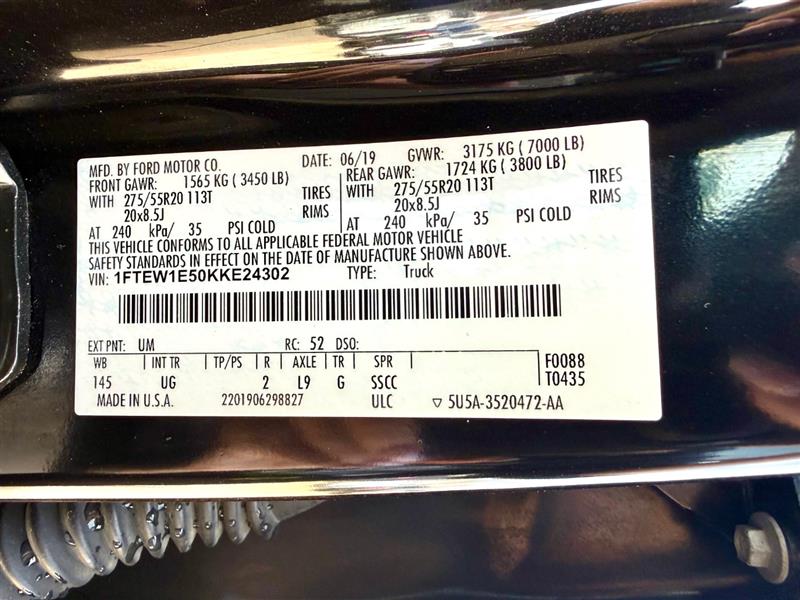 MFD. BY FORD MOTOR CO. DATE: 06/19 GVWR: 3175 KG ( 7000 LB)
FRONT GAWR: 1565 KG ( 3450 LB) REAR GAWR: 1724 KG ( 3800 LB)
WITH 275/55R20 113T TIRES WITH 275/55R20 113T TIRES
20x8.5J RIMS 20x8.5J RIMS
AT 240 kPa/ 35 PSI COLD AT 240 kPa/ 35 PSI COLD
THIS VEHICLE CONFORMS TO ALL APPLICABLE FEDERAL MOTOR VEHICLE
SAFETY STANDARDS IN EFFECT ON THE DATE OF MANUFACTURE SHOWN ABOVE.
VIN: 1FTEW1E50KKE24302 TYPE: Truck
EXT PNT: UM RC: 52 DSO:
WB INT TR TP/PS R AXLE TR SPR F0088
145 UG 2 L9 G SSCC T0435
MADE IN U.S.A. 2201906298827 ULC ▽ 5U5A-3520472-AA